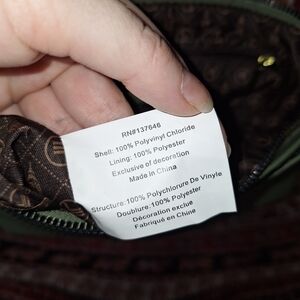 RN#137646
Shell: 100% Polyvinyl Chloride
Lining: 100% Polyester
Exclusive of decoration
Made in China
Structure:100% Polychlorure De Vinyle
Doublure:100% Polyester
Décoration exclue
Fabriqué en Chine